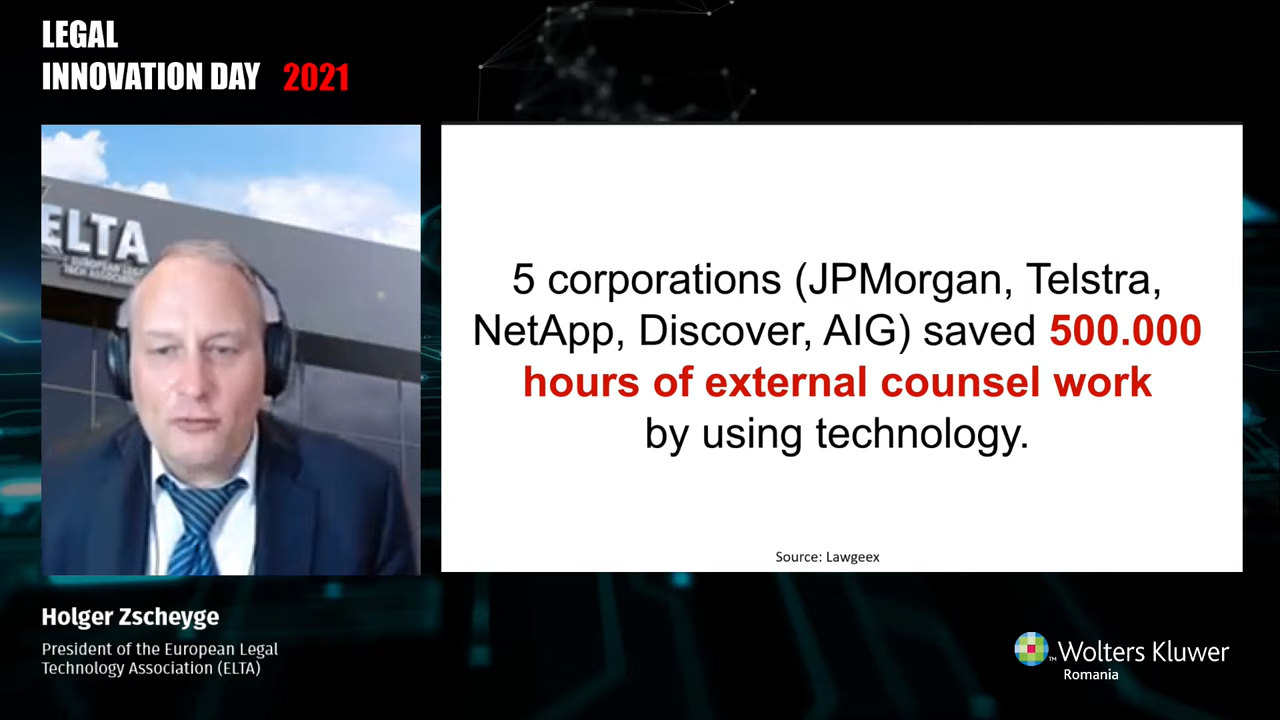 LEGAL
INNOVATION DAY 2021
ELTA
5 corporations (JPMorgan, Telstra,
NetApp, Discover, AIG) saved 500.000
hours of external counsel work
by using technology.
Source: Lawgeex
Holger Zscheyge
President of the European Legal
Technology Association (ELTA)
Wolters Kluwer
Romania